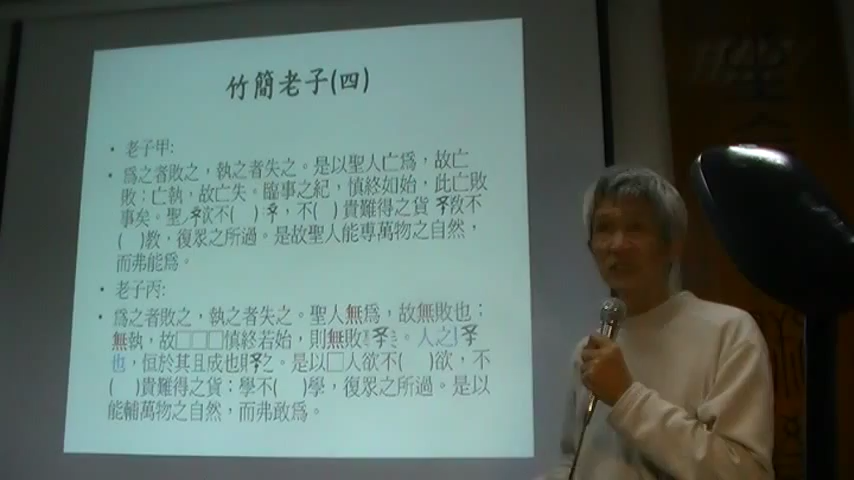 竹簡老子(四)
• 老子甲:
• 為之者敗之，執之者失之。是以聖人亡為，故亡
敗；亡執，故亡失。臨事之紀，慎終如始，此亡敗
事矣。聖人欲不( )，不( )貴難得之貨，教不
( )教，復眾之所過。是故聖人能專萬物之自然，
而弗能為。
• 老子丙:
• 為之者敗之，執之者失之。聖人無為，故無敗也；
無執，故□□□慎終若始，則無敗。人之
也，恒於其且成也敗之。是以□人欲不( )欲，不
( )貴難得之貨；學不( )學，復眾之所過。是以
能輔萬物之自然，而弗敢為。